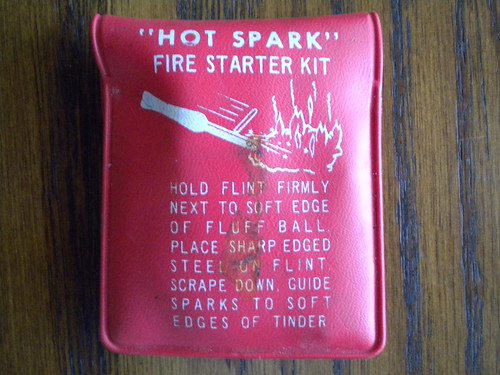 "HOT SPARK"
FIRE STARTER KIT
HOLD FLINT FIRMLY
NEXT TO SOFT EDGE
OF FLUFF BALL.
PLACE SHARP EDGED
STEEL ON FLINT.
SCRAPE DOWN, GUIDE
SPARKS TO SOFT
EDGES OF TINDER